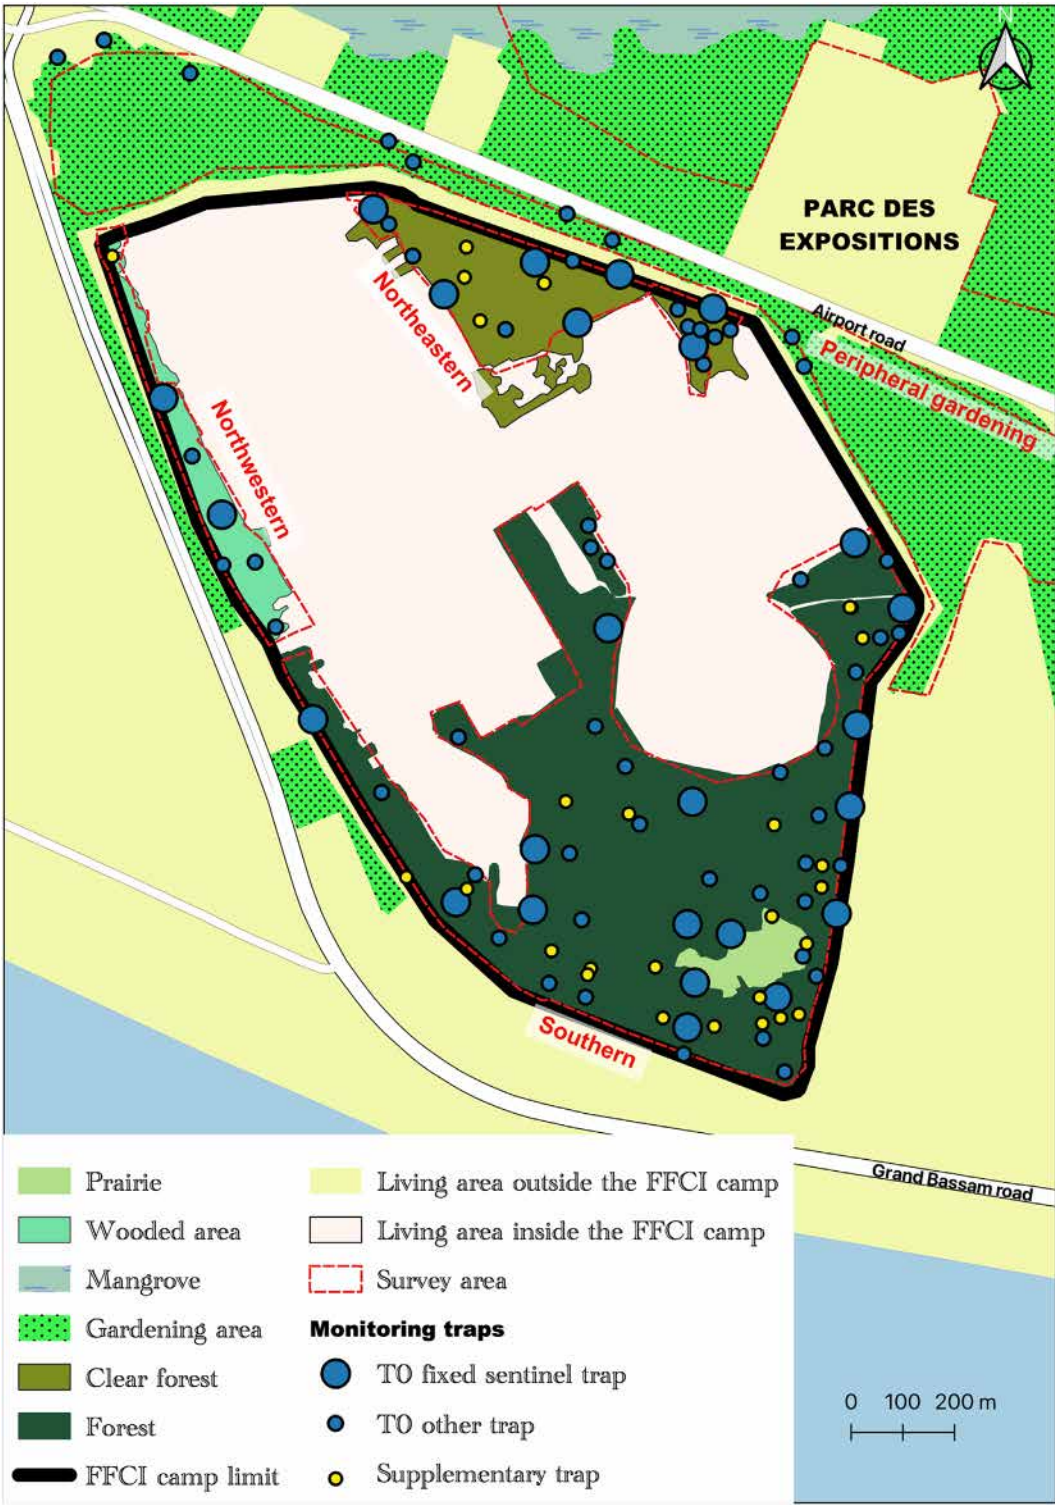 N
PARC DES
EXPOSITIONS
Airport road
Peripheral gardening
Northeastern
Northwestern
Southern
Grand Bassam road
Prairie
Wooded area
Mangrove
Gardening area
Clear forest
Forest
FFCI camp limit
Living area outside the FFCI camp
Living area inside the FFCI camp
Survey area
Monitoring traps
T0 fixed sentinel trap
T0 other trap
Supplementary trap
0 100 200 m